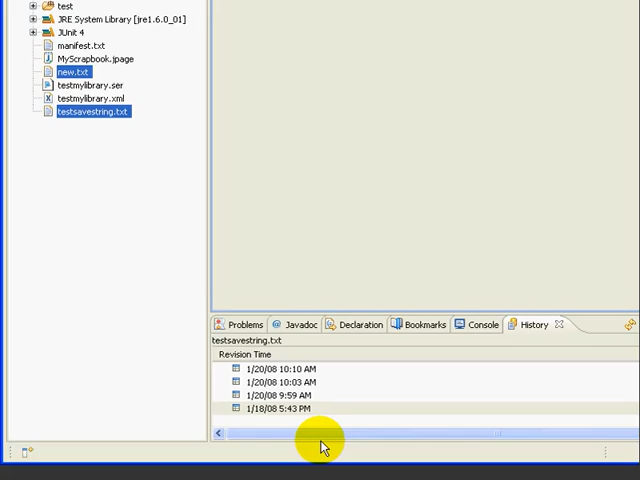 test
JRE System Library [jre1.6.0_01]
JUnit 4
manifest.txt
MyScrapbook.jpage
new.txt
testmylibrary.ser
testmylibrary.xml
testsavestring.txt
Problems @ Javadoc Declaration Bookmarks Console History
testsavestring.txt
Revision Time
1/20/08 10:10 AM
1/20/08 10:03 AM
1/20/08 9:59 AM
1/18/08 5:43 PM